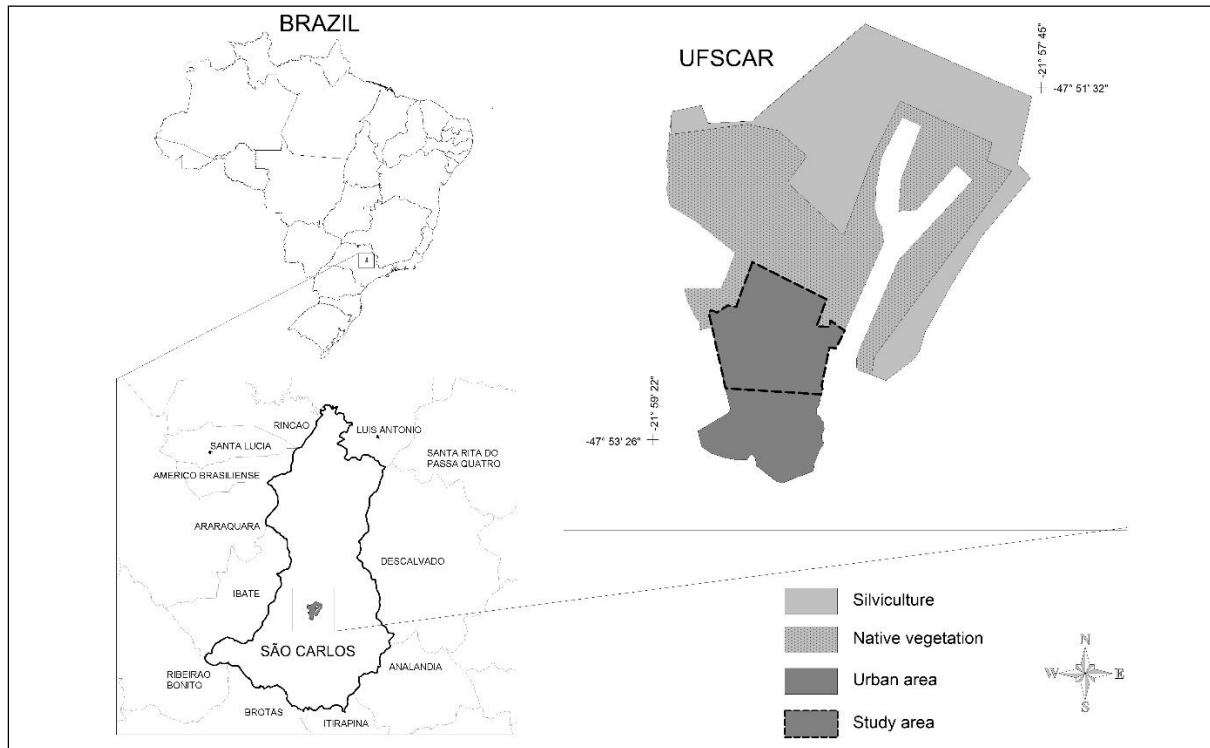 BRAZIL
UFSCAR
-21° 57' 45"
-47° 51' 32"
-21° 59' 22"
-47° 53' 26"
RINCAO
LUIS ANTONIO
SANTA LUCIA
SANTA RITA DO
PASSA QUATRO
AMERICO BRASILIENSE
ARARAQUARA
DESCALVADO
IBATE
SÃO CARLOS
ANALANDIA
RIBEIRAO
BONITO
BROTAS
ITIRAPINA
Silviculture
Native vegetation
Urban area
Study area
N
W
E
S